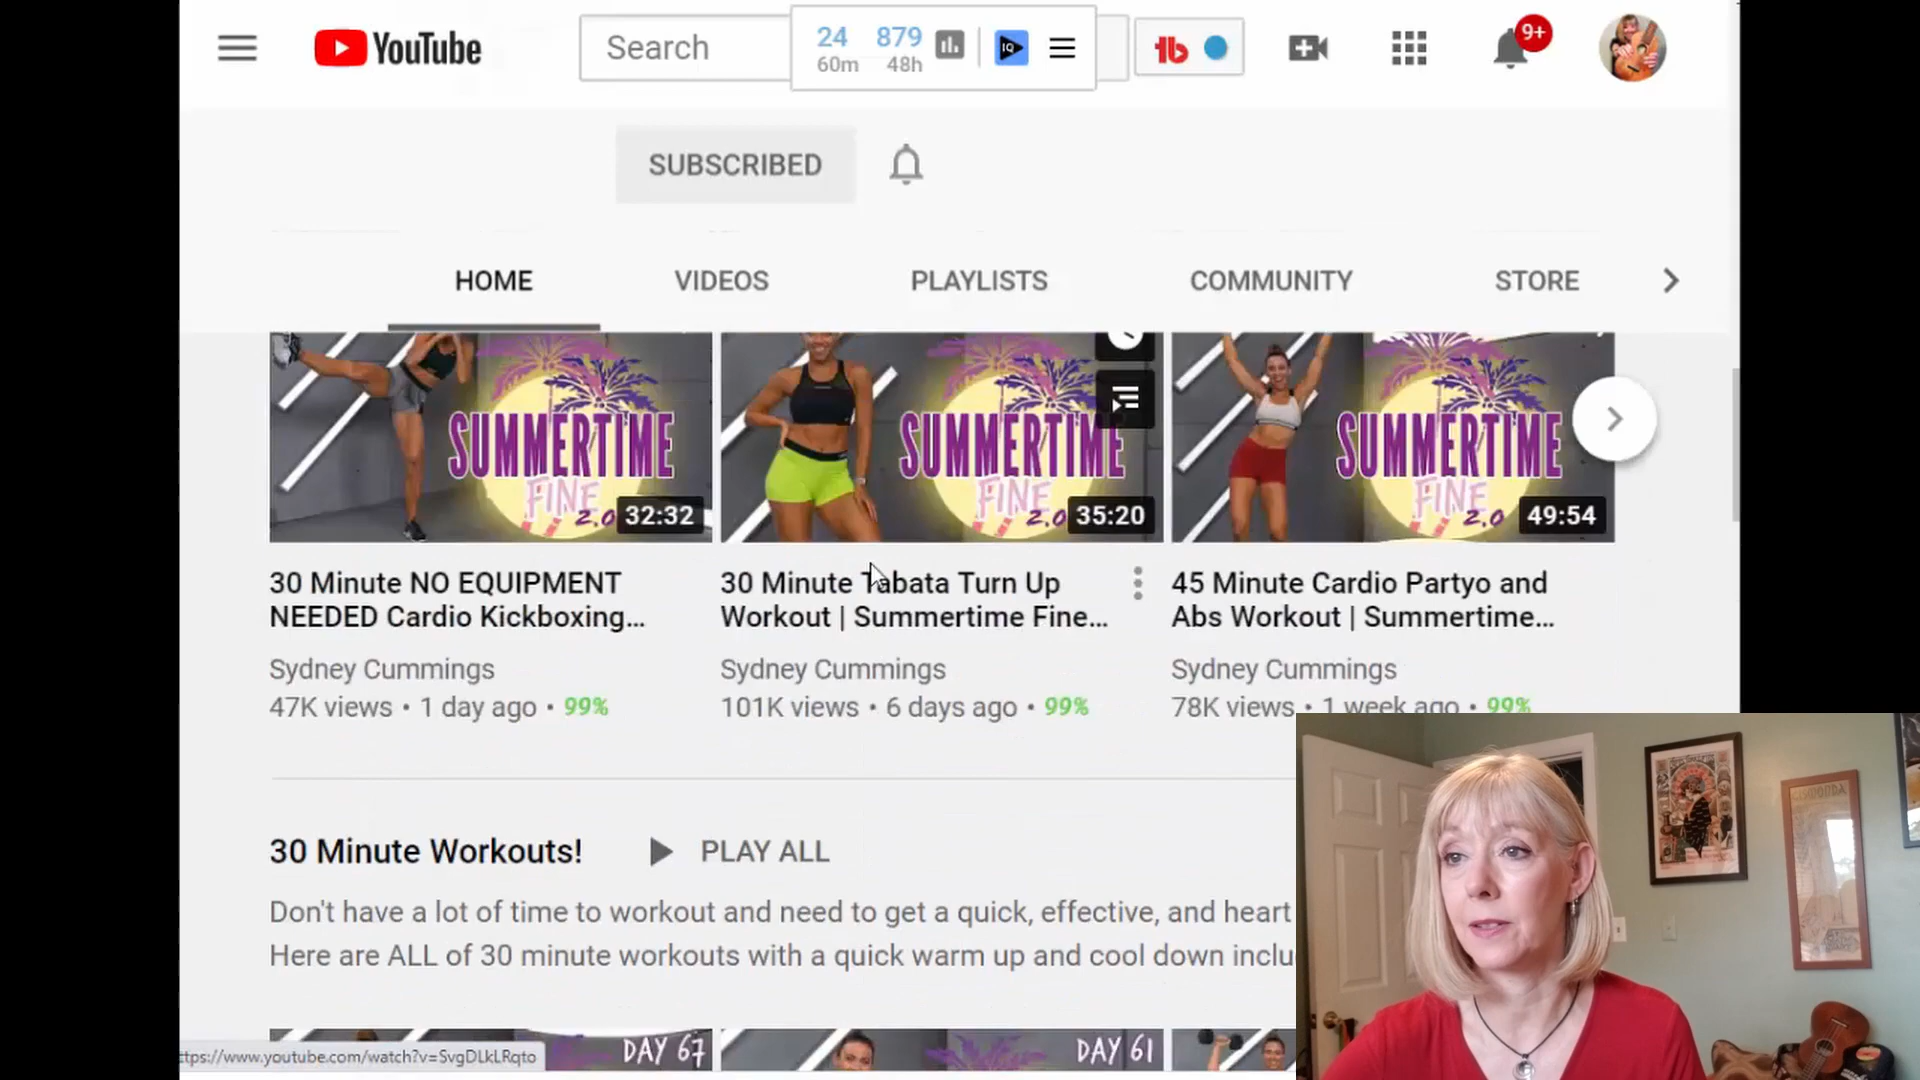 YouTube
Search
24 879
60m 48h
IQ
tb
9+
SUBSCRIBED
HOME VIDEOS PLAYLISTS COMMUNITY STORE
SUMMERTIME
FINE
2.0
32:32
SUMMERTIME
FINE
2.0
35:20
SUMMERTIME
FINE
2.0
49:54
30 Minute NO EQUIPMENT
NEEDED Cardio Kickboxing...
Sydney Cummings
47K views • 1 day ago • 99%
30 Minute Tabata Turn Up
Workout | Summertime Fine...
Sydney Cummings
101K views • 6 days ago • 99%
45 Minute Cardio Partyo and
Abs Workout | Summertime...
Sydney Cummings
78K views • 1 week ago • 99%
30 Minute Workouts! PLAY ALL
Don't have a lot of time to workout and need to get a quick, effective, and heart
Here are ALL of 30 minute workouts with a quick warm up and cool down inclu
DAY 67
DAY 61
ttps://www.youtube.com/watch?v=SvgDLkLRqto